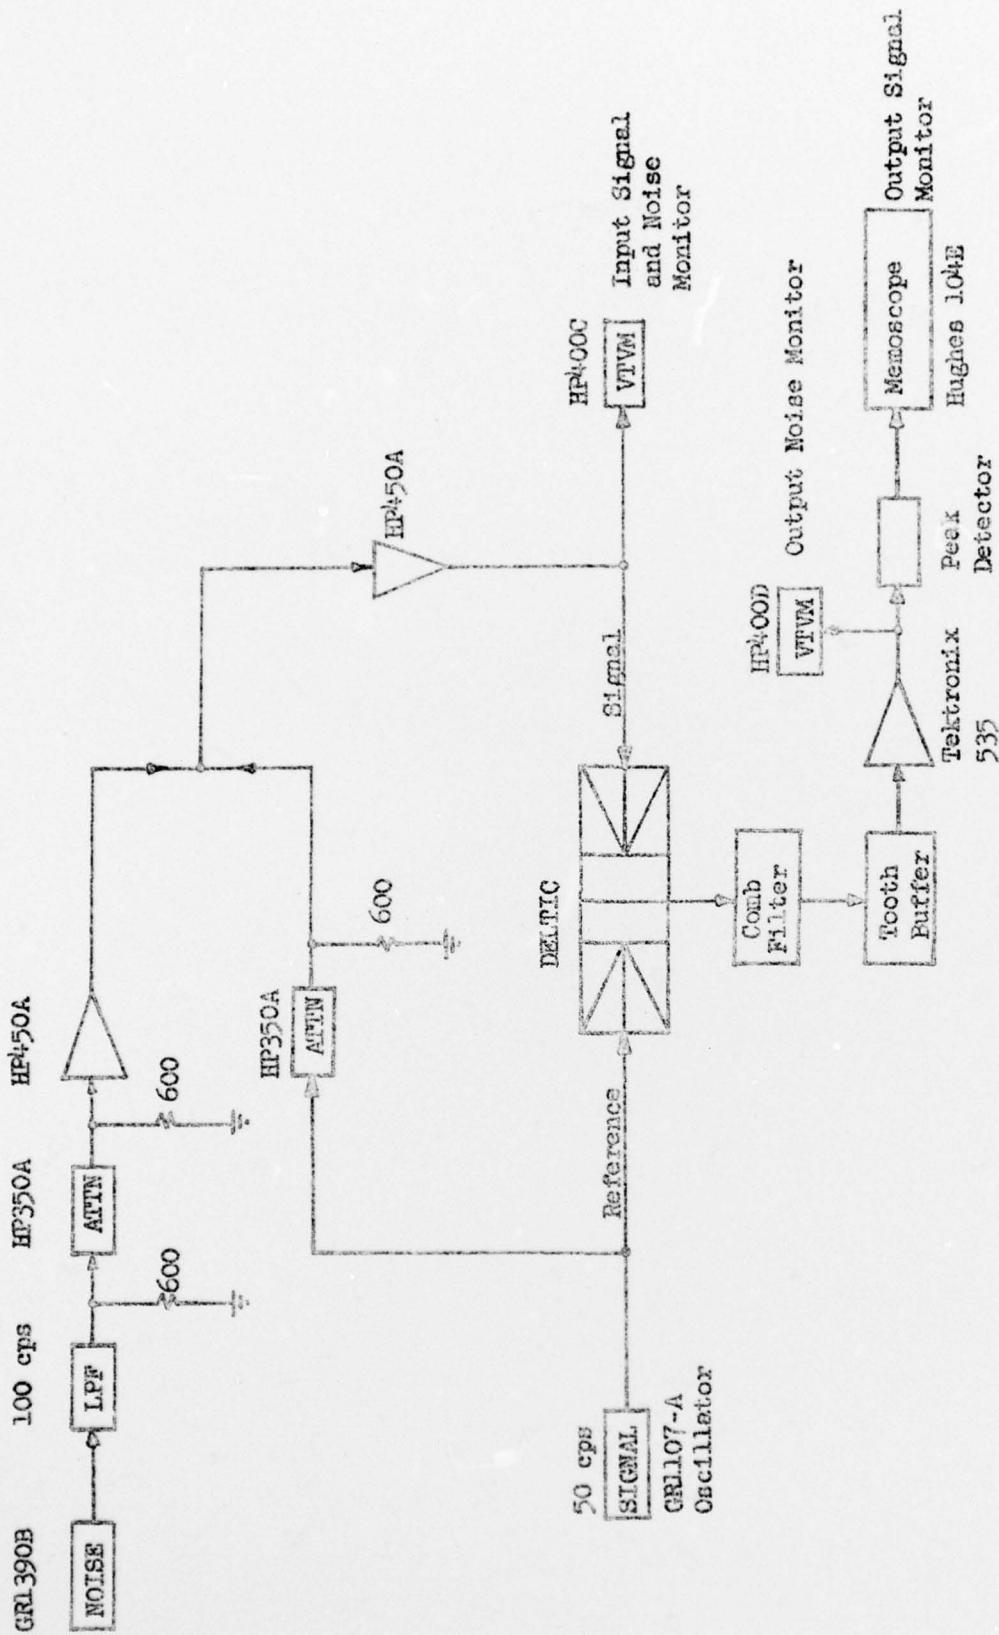 GR1390B
NOISE
100 cps
LPF
600
HP350A
ATTN
600
HP450A
HP350A
ATTN
600
HP450A
50 cps
SIGNAL
GR1107-A
Oscillator
Reference
DELTIC
Signal
HP400C
VTVM
Input Signal
and Noise
Monitor
Comb
Filter
Tooth
Buffer
Tektronix
535
HP400D
VTVM
Output Noise Monitor
Peak
Detector
Memoscope
Hughes 104E
Output Signal
Monitor